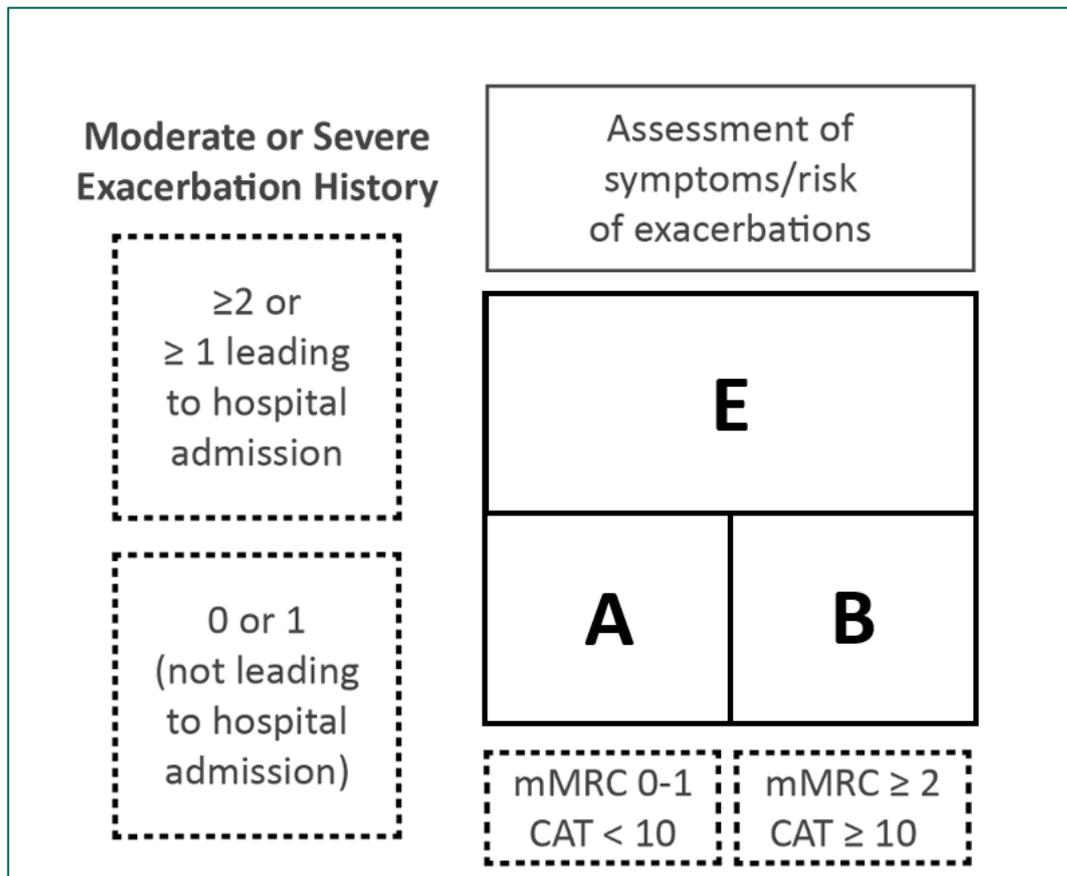 Moderate or Severe
Exacerbation History
≥2 or
≥ 1 leading
to hospital
admission
0 or 1
(not leading
to hospital
admission)
Assessment of
symptoms/risk
of exacerbations
E
A
B
mMRC 0-1
CAT < 10
mMRC ≥ 2
CAT ≥ 10